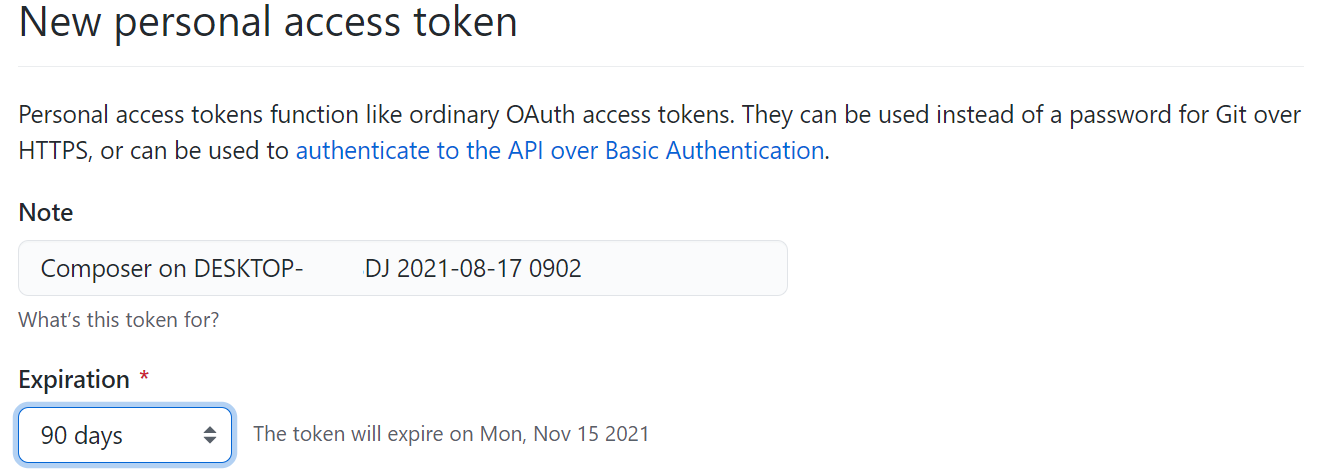 New personal access token
Personal access tokens function like ordinary OAuth access tokens. They can be used instead of a password for Git over
HTTPS, or can be used to authenticate to the API over Basic Authentication.
Note
Composer on DESKTOP- DJ 2021-08-17 0902
What's this token for?
Expiration *
90 days The token will expire on Mon, Nov 15 2021